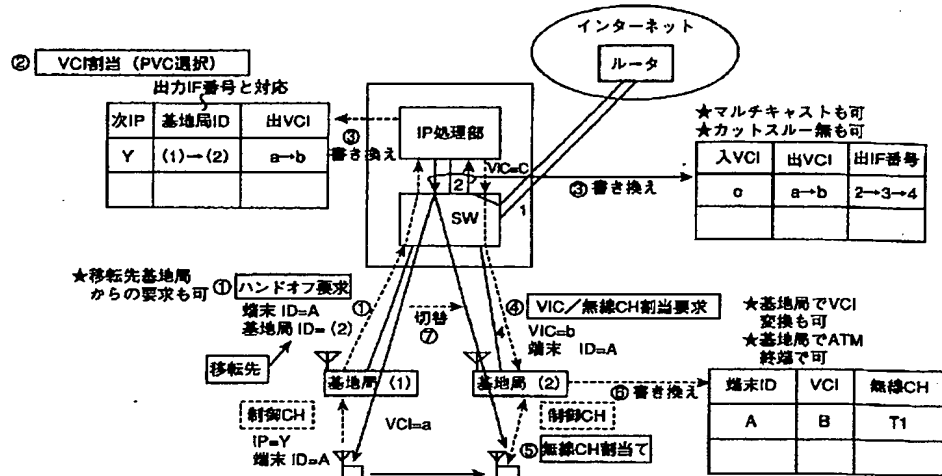 インターネット
ルータ
② VCI割当 (PVC選択)
出力IF番号と対応
次IP 基地局ID 出VCI
Y (1)→(2) a→b
③
書き換え
IP処理部
VIC=C
2
SW
1
★マルチキャストも可
★カットスルー無も可
③書き換え
入VCI 出VCI 出IF番号
α a→b 2→3→4
★移転先基地局
からの要求も可
① ハンドオフ要求
端末 ID=A
基地局 ID=(2)
移転先
①
切替
⑦
④ VIC/無線CH割当要求
VIC=b
端末 ID=A
4
★基地局でVCI
変換も可
★基地局でATM
終端で可
基地局 (1)
基地局 (2)
⑥書き換え
端末ID VCI 無線CH
A B T1
制御CH
IP=Y
端末 ID=A
VCI=a
制御CH
⑤ 無線CH割当て